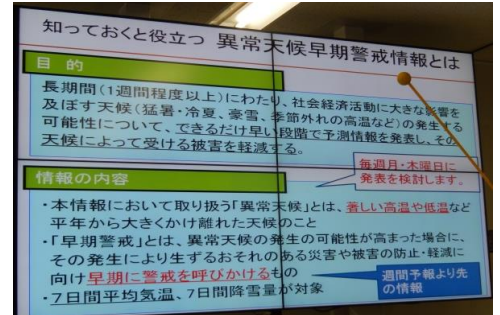 知っておくと役立つ 異常天候早期警戒情報とは
目 的
長期間(1週間程度以上)にわたり、社会経済活動に大きな影響を
及ぼす天候(猛暑・冷夏、豪雪、季節外れの高温など)の発生する
可能性について、できるだけ早い段階で予測情報を発表し、その
天候によって受ける被害を軽減する。
毎週月・木曜日に
発表を検討します。
情報の内容
・本情報において取り扱う「異常天候」とは、著しい高温や低温など
平年から大きくかけ離れた天候のこと
・「早期警戒」とは、異常天候の発生の可能性が高まった場合に、
その発生により生ずるおそれのある災害や被害の防止・軽減に
向け早期に警戒を呼びかけるもの
・7日間平均気温、7日間降雪量が対象
週間予報より先
の情報